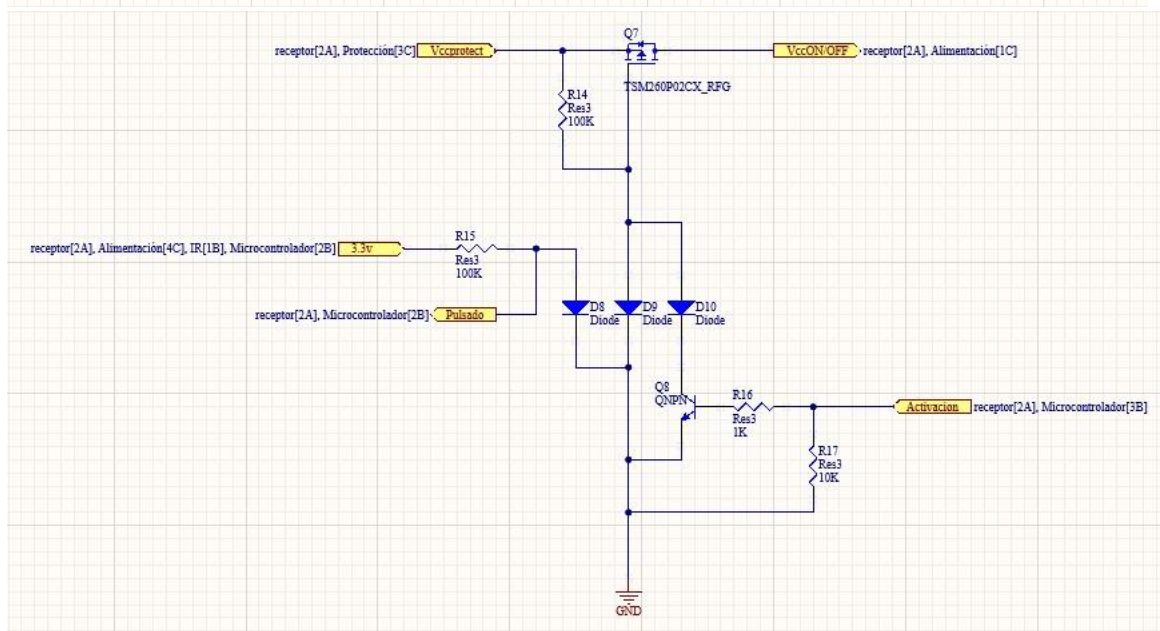 Q7
receptor[2A], Protección[3C]
Vccprotect
VccON/OFF
receptor[2A], Alimentación[1C]
TSM260P02CX_RFG
R14
Res3
100K
receptor[2A], Alimentación[4C], IR[1B], Microcontrolador[2B]
3.3v
R15
Res3
100K
receptor[2A], Microcontrolador[2B]
Pulsado
D8
Diode
D9
Diode
D10
Diode
Q8
QNPN
R16
Res3
1K
Activacion
receptor[2A], Microcontrolador[3B]
R17
Res3
10K
GND